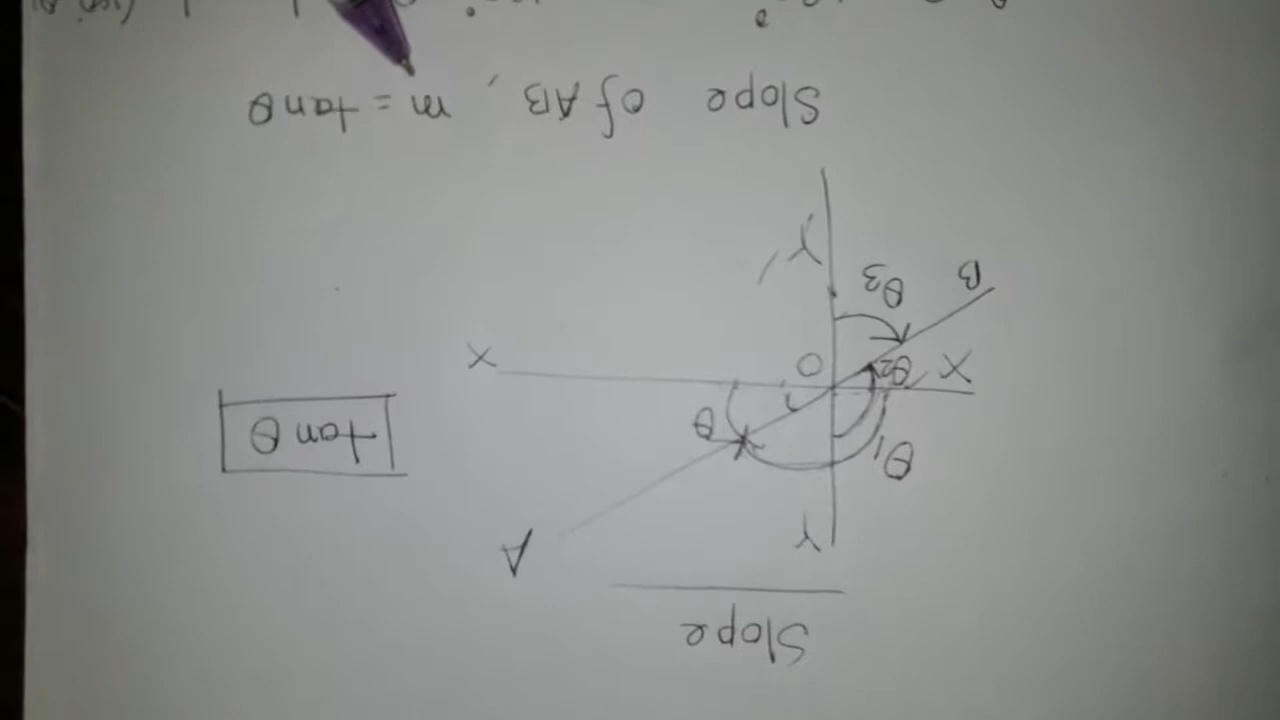 Slope
Y
A
θ1
θ
tan θ
X' θ2 O X
B θ3
Y'
Slope of AB, m = tanθ